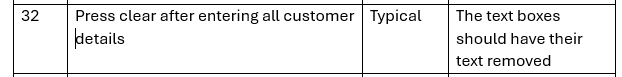 32 Press clear after entering all customer Typical The text boxes
details should have their
text removed